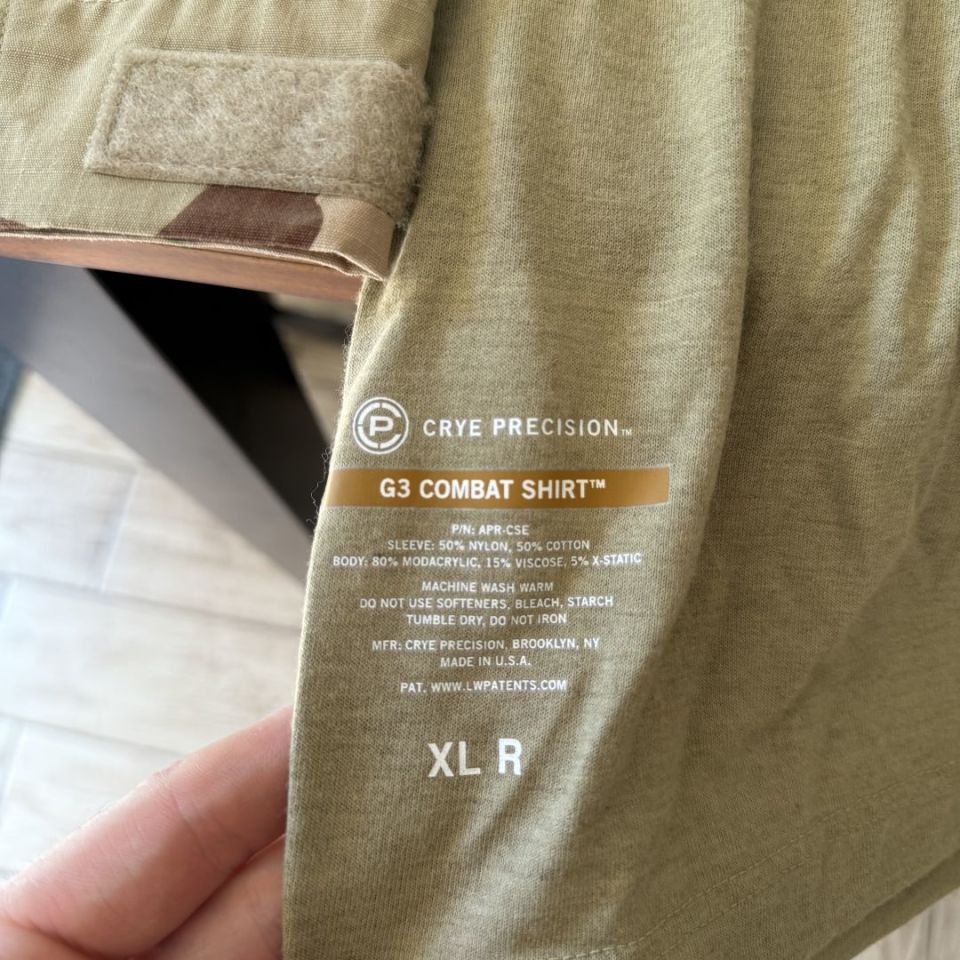 CRYE PRECISION™
G3 COMBAT SHIRT™
P/N: APR-CSE
SLEEVE: 50% NYLON, 50% COTTON
BODY: 80% MODACRYLIC, 15% VISCOSE, 5% X-STATIC
MACHINE WASH WARM
DO NOT USE SOFTENERS, BLEACH, STARCH
TUMBLE DRY, DO NOT IRON
MFR: CRYE PRECISION, BROOKLYN, NY
MADE IN U.S.A.
PAT. WWW.LWPATENTS.COM
XL R